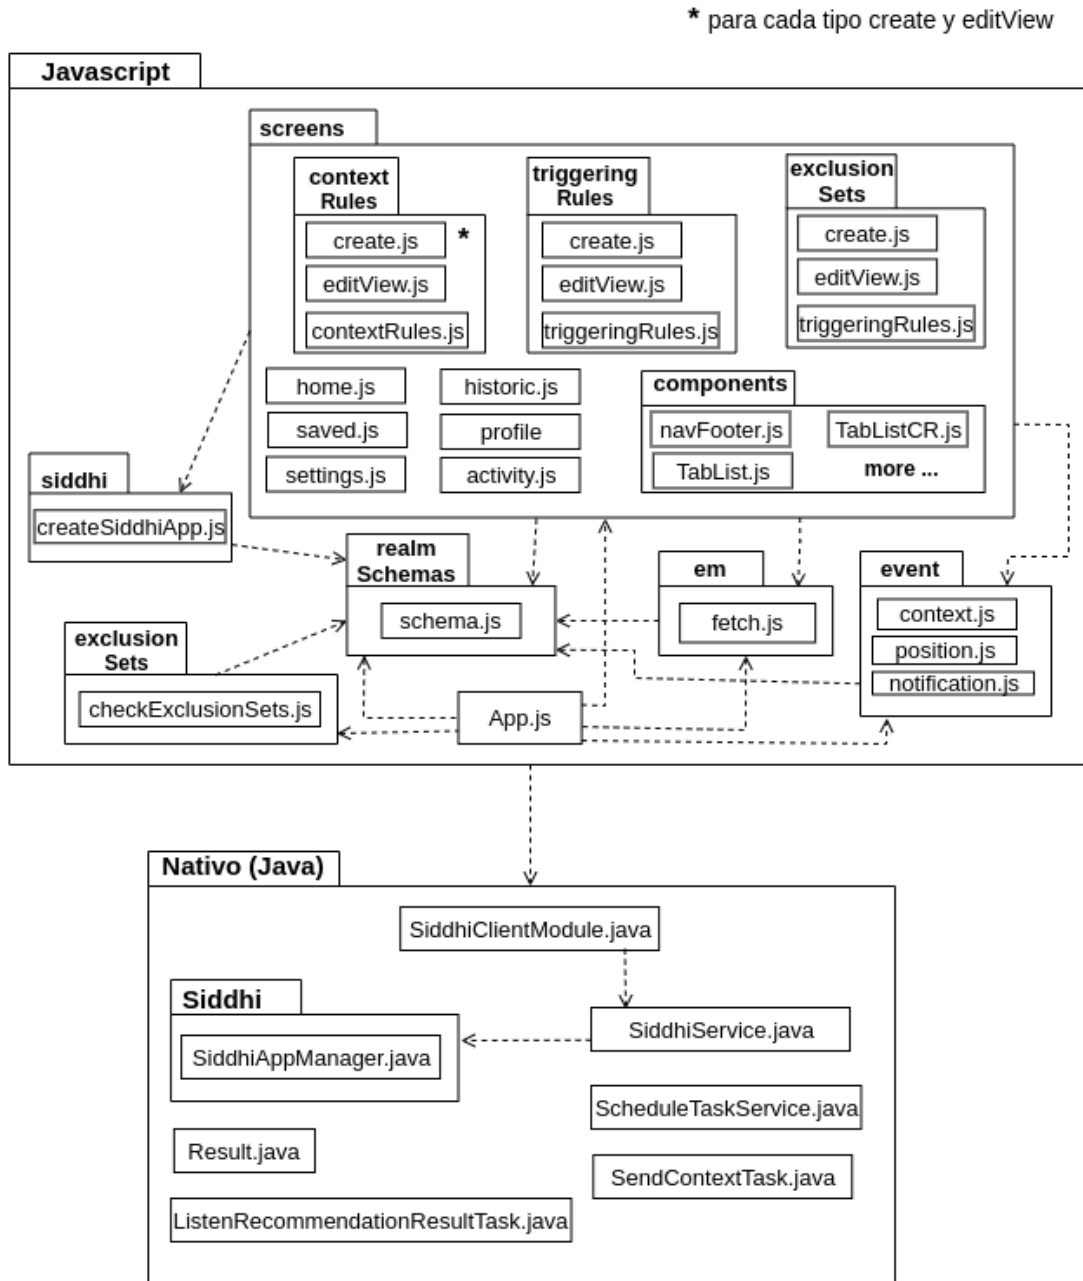 * para cada tipo create y editView
Javascript
screens
context
Rules
create.js
*
editView.js
contextRules.js
triggering
Rules
create.js
editView.js
triggeringRules.js
exclusion
Sets
create.js
editView.js
triggeringRules.js
home.js
historic.js
saved.js
profile
settings.js
activity.js
components
navFooter.js
TabListCR.js
TabList.js
more ...
siddhi
createSiddhiApp.js
realm
Schemas
schema.js
em
fetch.js
event
context.js
position.js
notification.js
exclusion
Sets
checkExclusionSets.js
App.js
Nativo (Java)
SiddhiClientModule.java
Siddhi
SiddhiAppManager.java
SiddhiService.java
ScheduleTaskService.java
Result.java
SendContextTask.java
ListenRecommendationResultTask.java